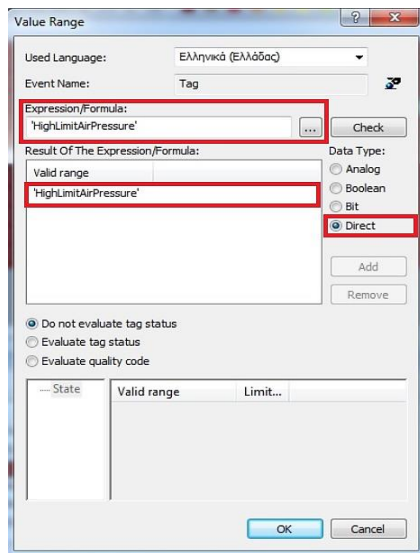 Value Range
Used Language:
Ελληνικά (Ελλάδας)
Event Name:
Tag
Expression/Formula:
'HighLimitAirPressure'
...
Check
Result Of The Expression/Formula:
Data Type:
Valid range
'HighLimitAirPressure'
Analog
Boolean
Bit
Direct
Add
Remove
Do not evaluate tag status
Evaluate tag status
Evaluate quality code
State
Valid range
Limit...
OK
Cancel